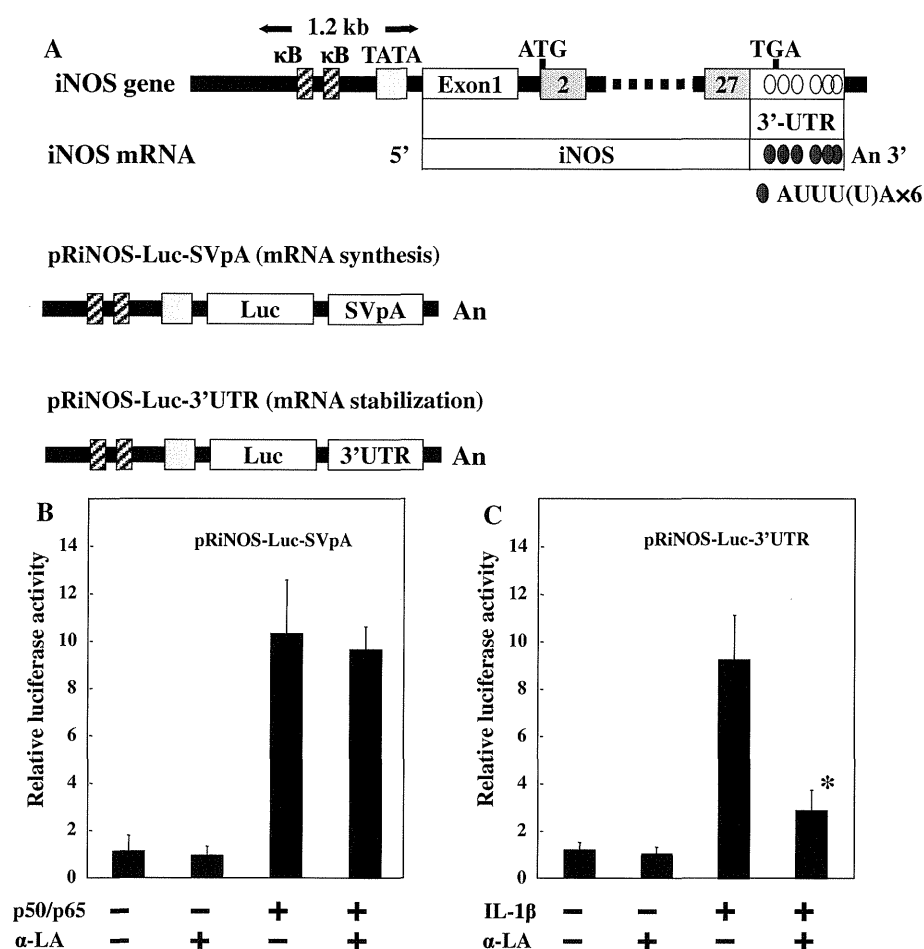 A
1.2 kb
κB κB TATA
ATG
TGA
iNOS gene
Exon1
2
27
3’-UTR
iNOS mRNA
5’
iNOS
An 3’
AUUU(U)A×6
pRiNOS-Luc-SVpA (mRNA synthesis)
Luc
SVpA
An
pRiNOS-Luc-3’UTR (mRNA stabilization)
Luc
3’UTR
An
B
pRiNOS-Luc-SVpA
Relative luciferase activity
14
12
10
8
6
4
2
0
p50/p65 − − + +
α-LA − + − +
C
pRiNOS-Luc-3’UTR
Relative luciferase activity
14
12
10
8
6
4
2
0
*
IL-1β − − + +
α-LA − + − +